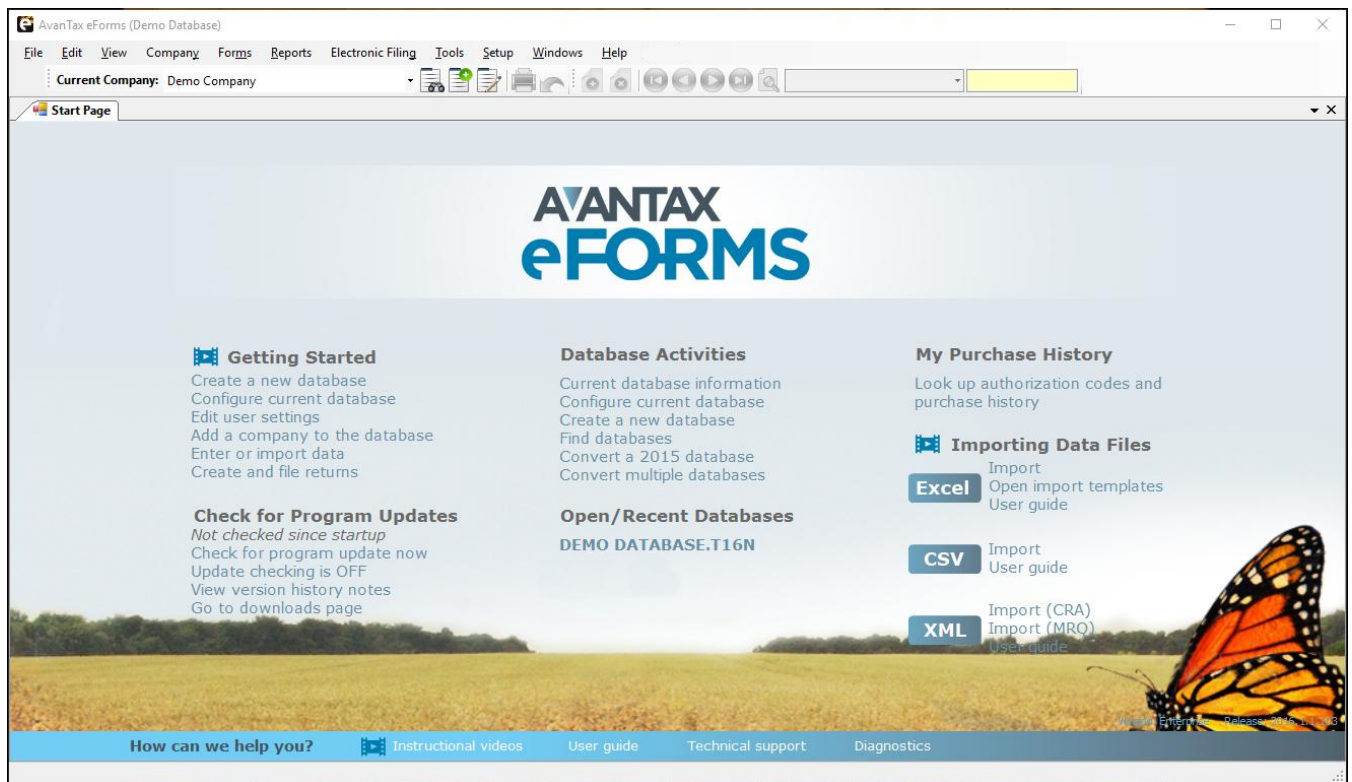 AvanTax eForms (Demo Database)
File Edit View Company Forms Reports Electronic Filing Tools Setup Windows Help
Current Company: Demo Company
Start Page
AVANTAX
eFORMS
Getting Started
Create a new database
Configure current database
Edit user settings
Add a company to the database
Enter or import data
Create and file returns
Check for Program Updates
Not checked since startup
Check for program update now
Update checking is OFF
View version history notes
Go to downloads page
Database Activities
Current database information
Configure current database
Create a new database
Find databases
Convert a 2015 database
Convert multiple databases
Open/Recent Databases
DEMO DATABASE.T16N
My Purchase History
Look up authorization codes and
purchase history
Importing Data Files
Excel
Import
Open import templates
User guide
CSV
Import
User guide
XML
Import (CRA)
Import (MRQ)
User guide
Enterprise Release:
How can we help you? Instructional videos User guide Technical support Diagnostics